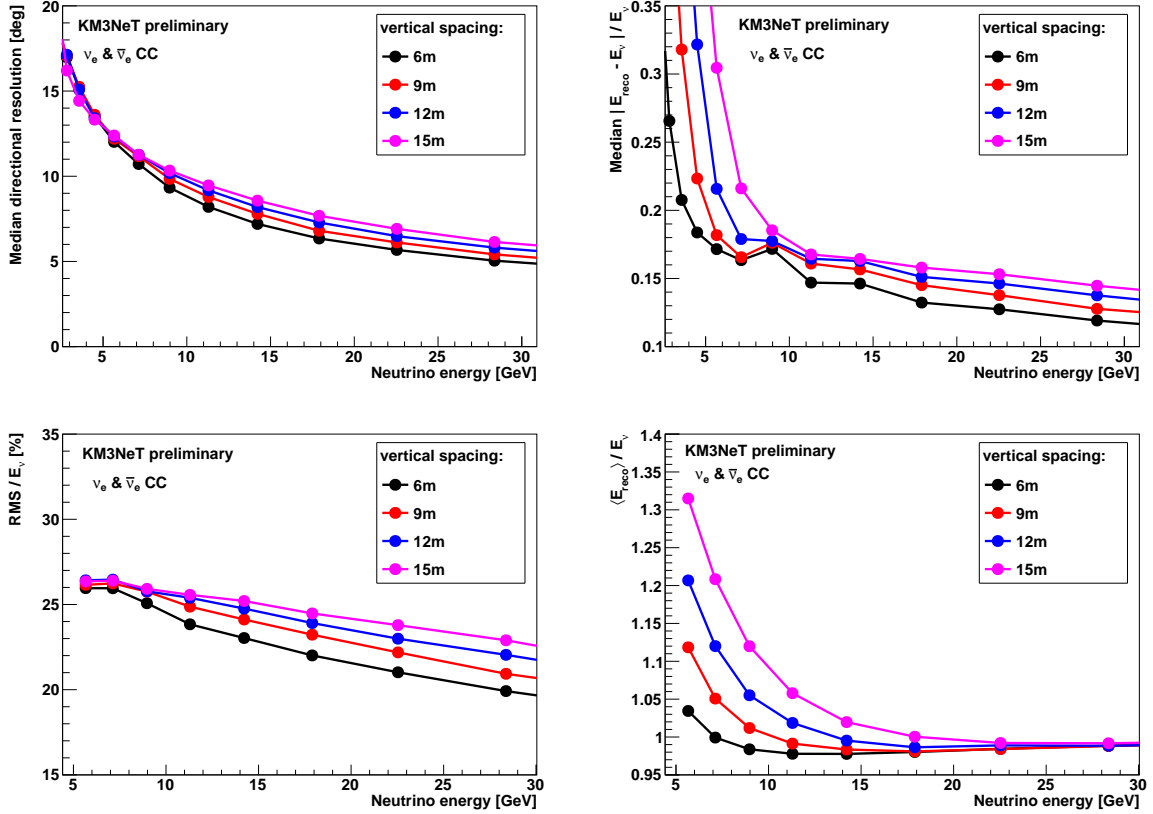 Median directional resolution [deg]
20
15
10
5
0
KM3NeT preliminary
νe & ν̅e CC
vertical spacing:
6m
9m
12m
15m
5 10 15 20 25 30
Neutrino energy [GeV]
Median | Ereco - Eν | / Eν
0.35
0.3
0.25
0.2
0.15
0.1
KM3NeT preliminary
νe & ν̅e CC
vertical spacing:
6m
9m
12m
15m
5 10 15 20 25 30
Neutrino energy [GeV]
RMS / Eν [%]
35
30
25
20
15
KM3NeT preliminary
νe & ν̅e CC
vertical spacing:
6m
9m
12m
15m
5 10 15 20 25 30
Neutrino energy [GeV]
⟨Ereco⟩ / Eν
1.4
1.35
1.3
1.25
1.2
1.15
1.1
1.05
1
0.95
KM3NeT preliminary
νe & ν̅e CC
vertical spacing:
6m
9m
12m
15m
5 10 15 20 25 30
Neutrino energy [GeV]